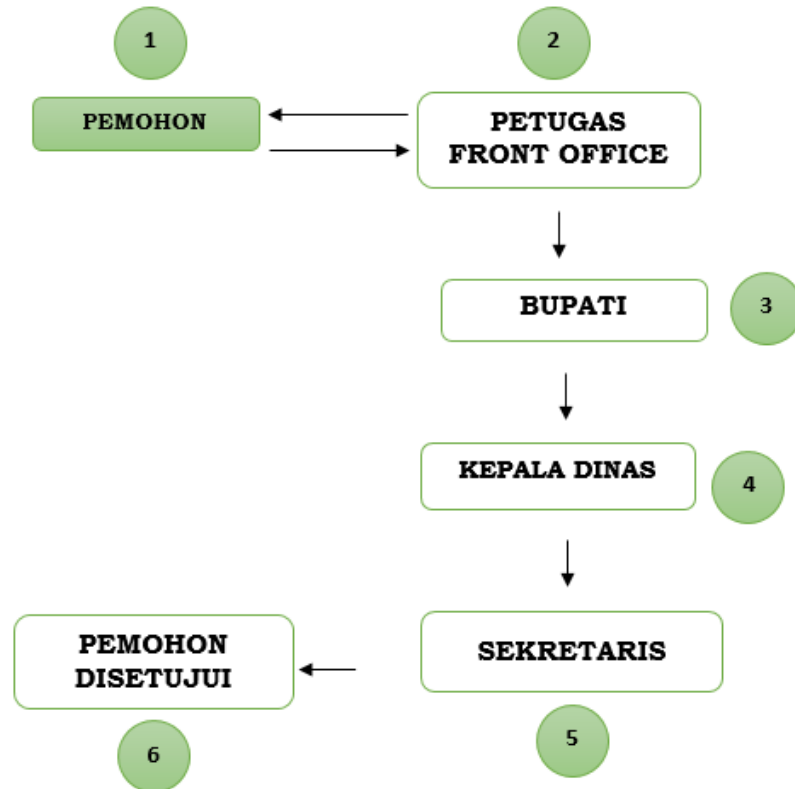 1
2
PEMOHON
PETUGAS
FRONT OFFICE
BUPATI
3
KEPALA DINAS
4
PEMOHON
DISETUJUI
SEKRETARIS
5
6